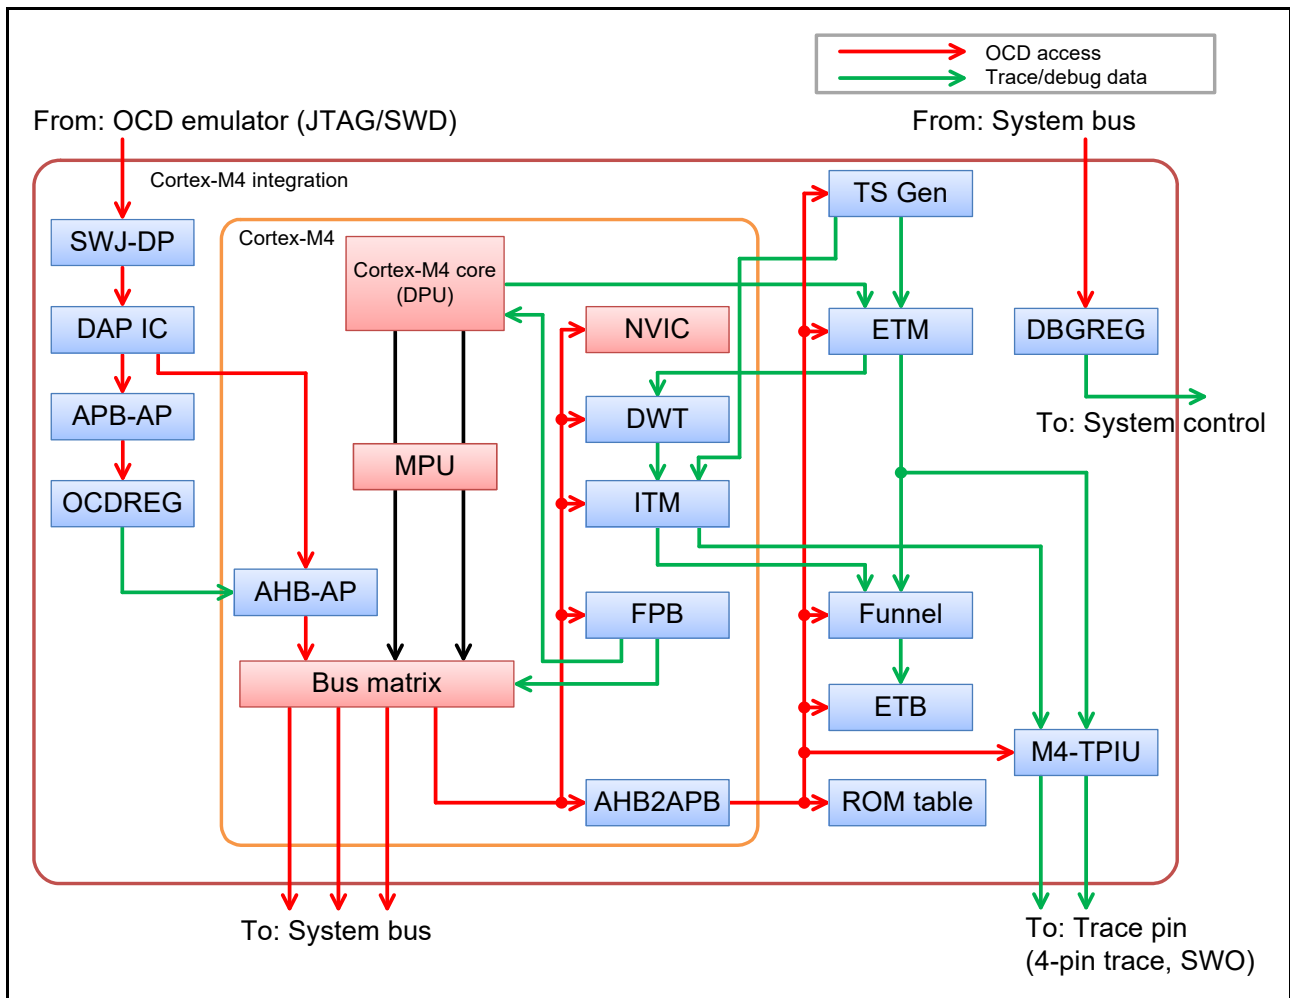 OCD access
Trace/debug data
From: OCD emulator (JTAG/SWD)
From: System bus
Cortex-M4 integration
TS Gen
SWJ-DP
Cortex-M4
Cortex-M4 core
(DPU)
DAP IC
NVIC
ETM
DBGREG
APB-AP
DWT
To: System control
MPU
OCDREG
ITM
AHB-AP
FPB
Funnel
Bus matrix
ETB
M4-TPIU
AHB2APB
ROM table
To: System bus
To: Trace pin
(4-pin trace, SWO)